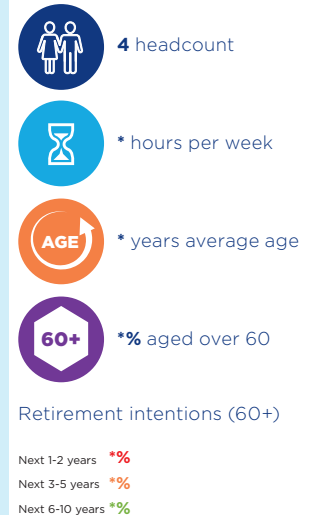 4 headcount
* hours per week
AGE
* years average age
60+
*% aged over 60
Retirement intentions (60+)
Next 1-2 years *%
Next 3-5 years *%
Next 6-10 years *%